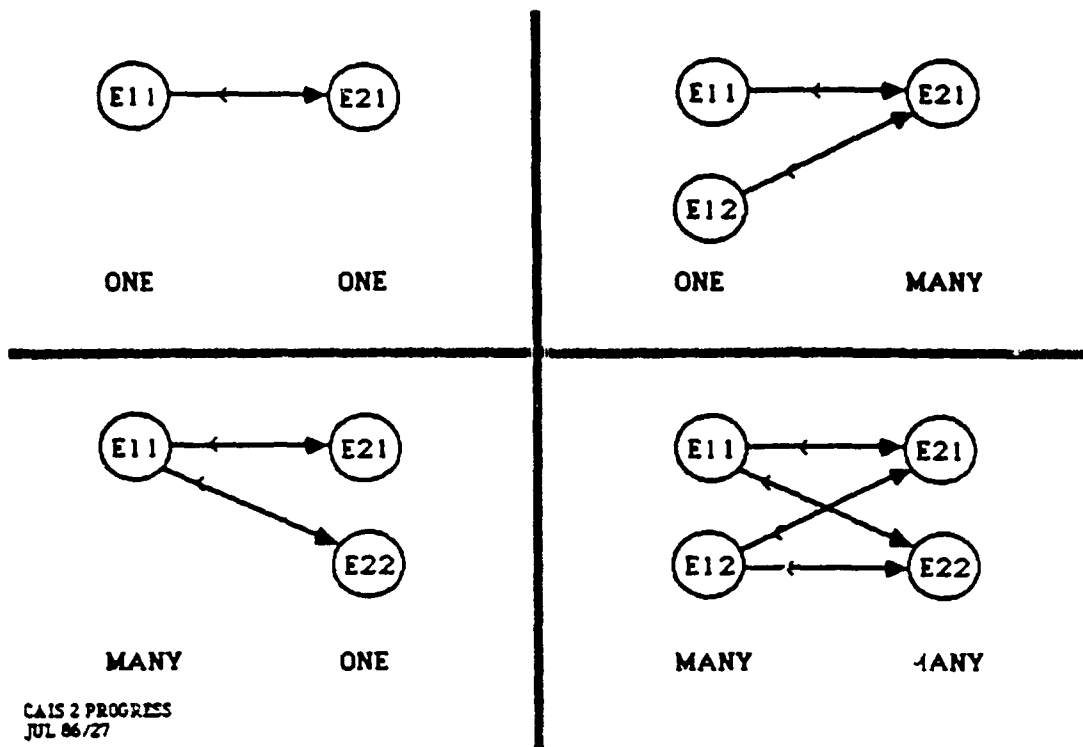 E11 E21
ONE ONE
E11 E21
E12
ONE MANY
E11 E21
E22
MANY ONE
E11 E21
E12 E22
MANY
CAIS 2 PROGRESS
JUL 86/27